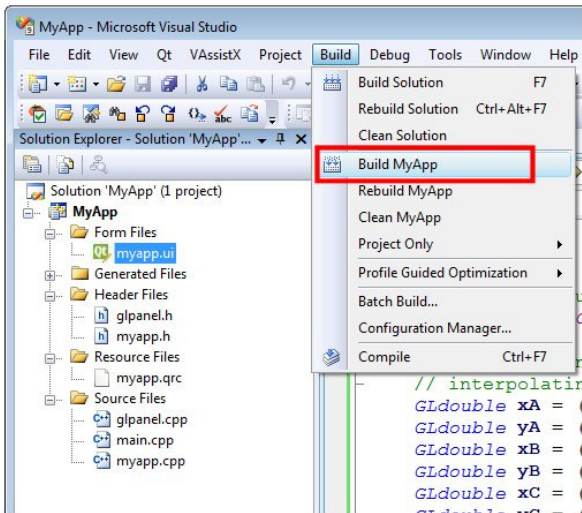 MyApp - Microsoft Visual Studio
File Edit View Qt VAssistX Project Build Debug Tools Window Help
Solution Explorer - Solution 'MyApp'...
Solution 'MyApp' (1 project)
MyApp
Form Files
myapp.ui
Generated Files
Header Files
glpanel.h
myapp.h
Resource Files
myapp.qrc
Source Files
glpanel.cpp
main.cpp
myapp.cpp
Build Solution F7
Rebuild Solution Ctrl+Alt+F7
Clean Solution
Build MyApp
Rebuild MyApp
Clean MyApp
Project Only
Profile Guided Optimization
Batch Build...
Configuration Manager...
Compile Ctrl+F7
// interpolatin
GLdouble xA = (
GLdouble yA = (
GLdouble xB = (
GLdouble yB = (
GLdouble xC = (